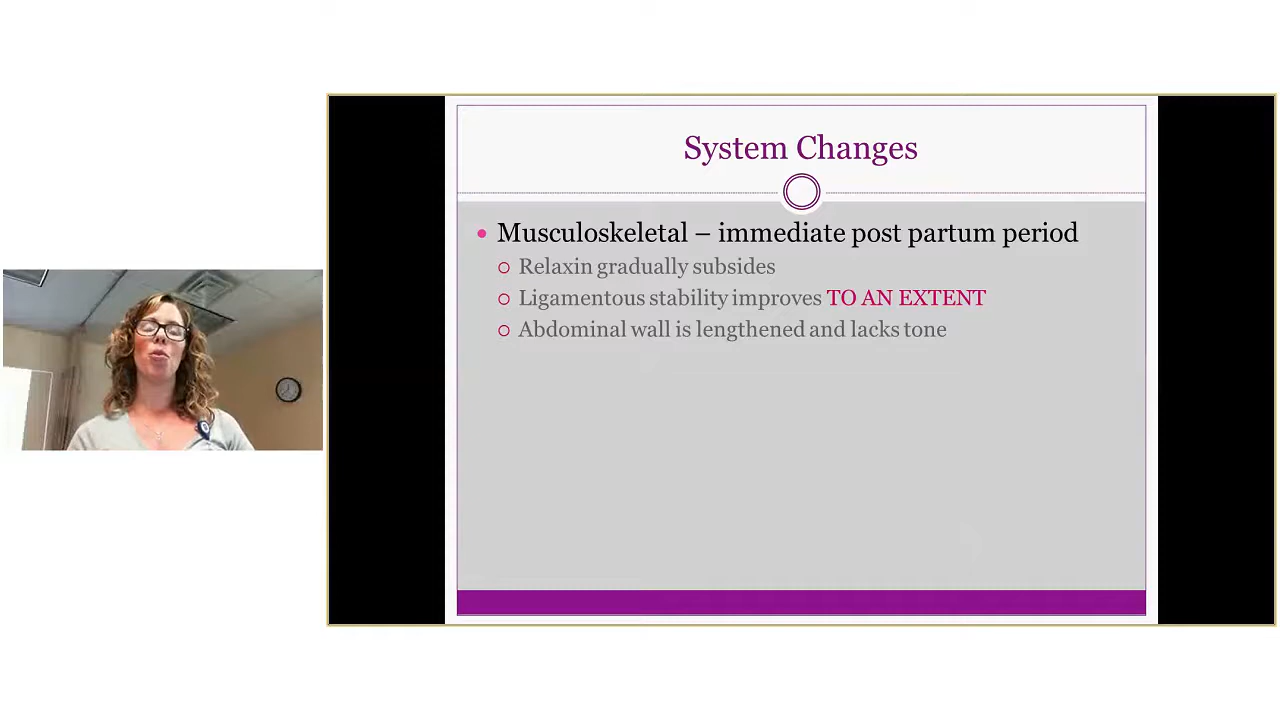 System Changes
Musculoskeletal – immediate post partum period
Relaxin gradually subsides
Ligamentous stability improves TO AN EXTENT
Abdominal wall is lengthened and lacks tone